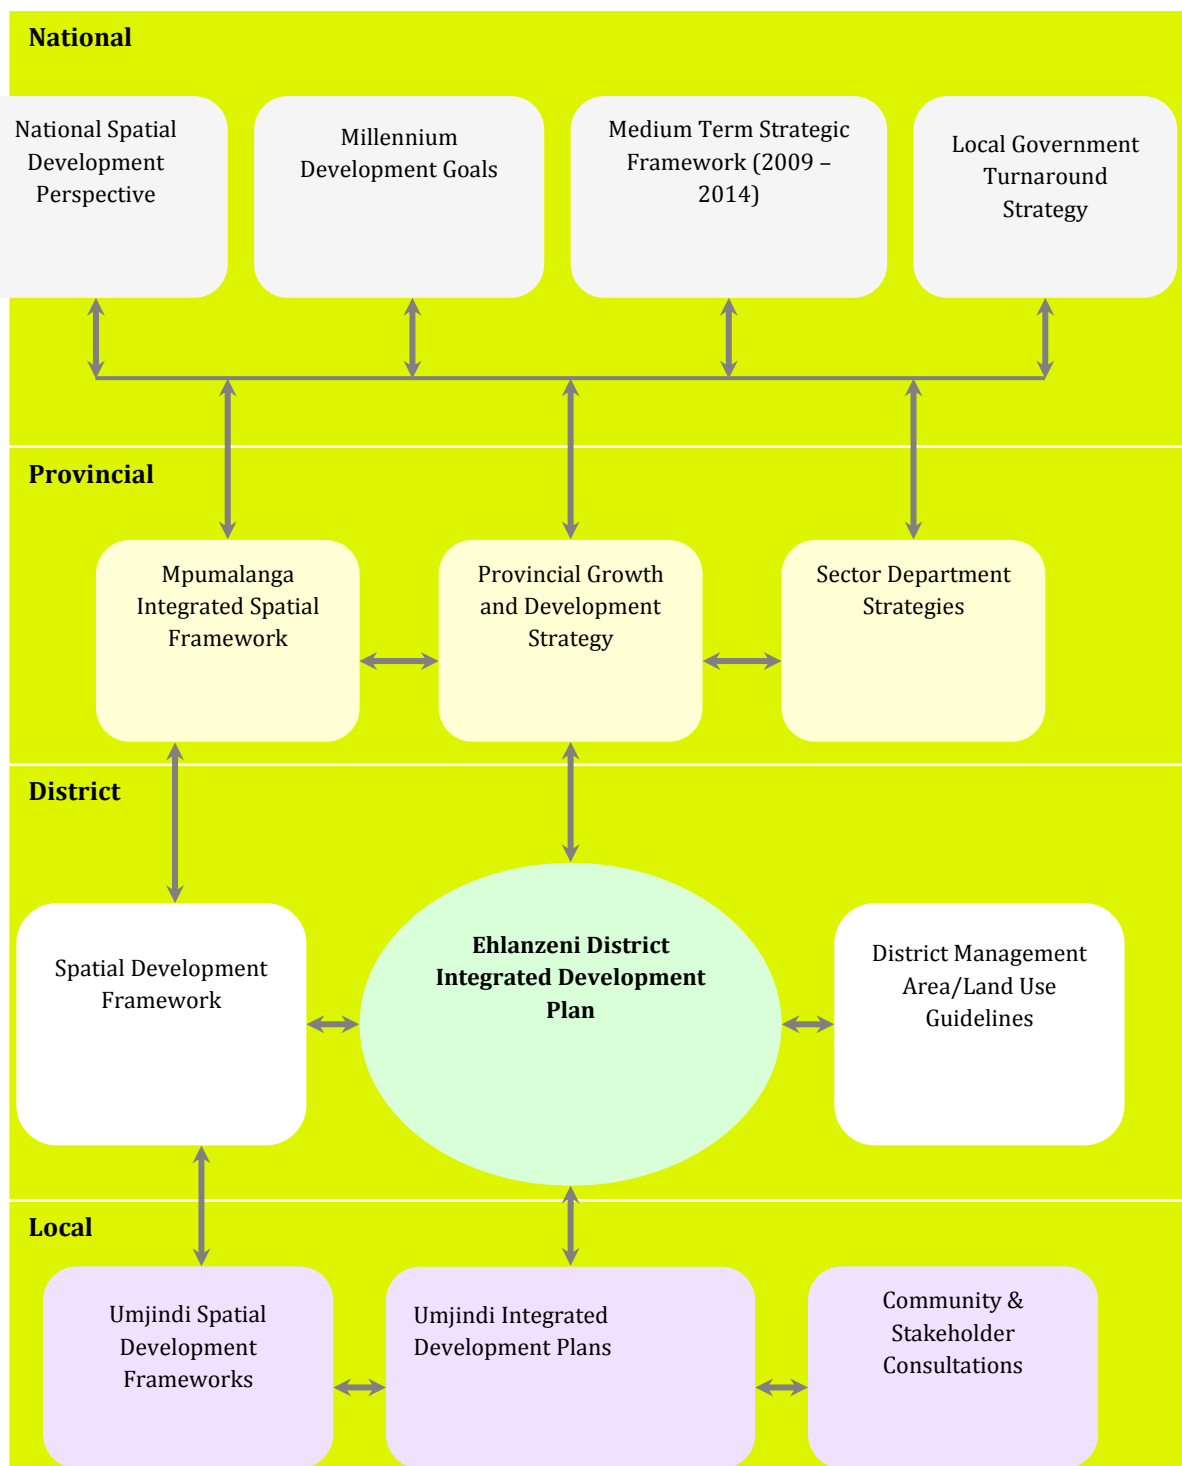 National
National Spatial
Development
Perspective
Millennium
Development Goals
Medium Term Strategic
Framework (2009 –
2014)
Local Government
Turnaround
Strategy
Provincial
Mpumalanga
Integrated Spatial
Framework
Provincial Growth
and Development
Strategy
Sector Department
Strategies
District
Spatial Development
Framework
Ehlanzeni District
Integrated Development
Plan
District Management
Area/Land Use
Guidelines
Local
Umjindi Spatial
Development
Frameworks
Umjindi Integrated
Development Plans
Community &
Stakeholder
Consultations